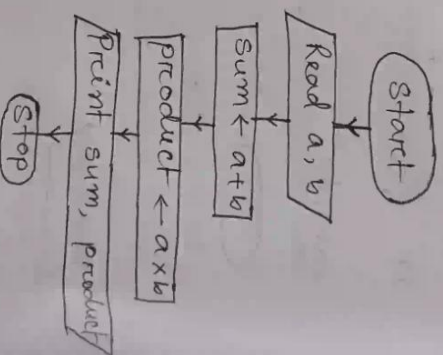 Start
Read a, b
Sum ← a+b
product ← a×b
Print sum, product
Stop